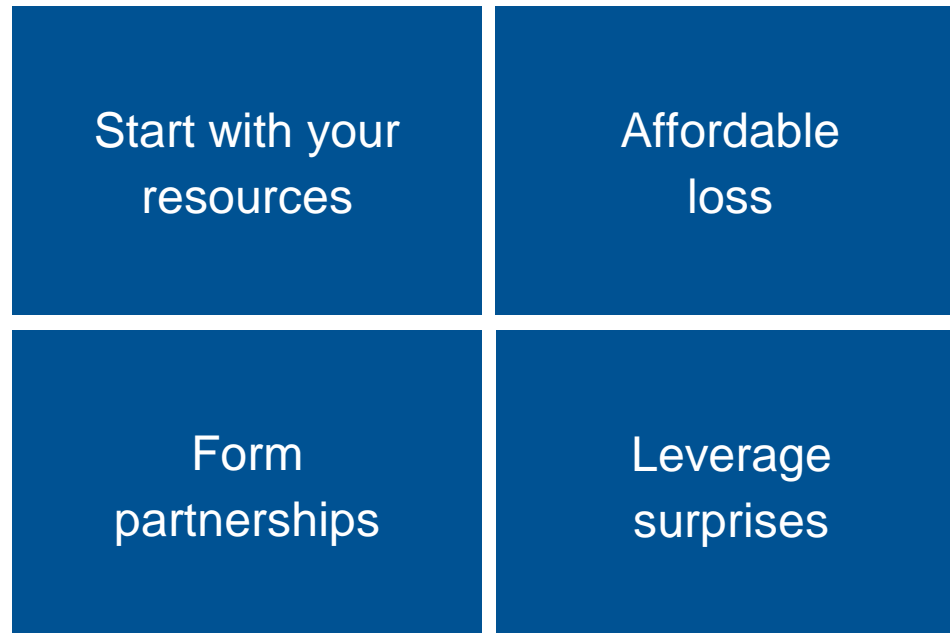 Start with your
resources
Affordable
loss
Form
partnerships
Leverage
surprises